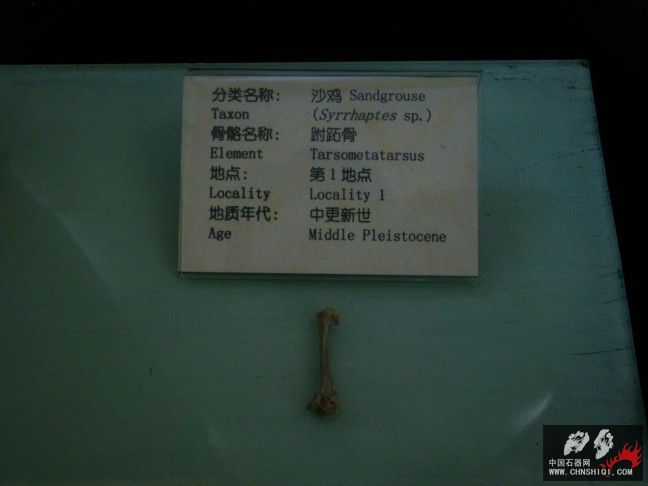 分类名称: 沙鸡 Sandgrouse
Taxon (Syrrhaptes sp.)
骨骼名称: 跗跖骨
Element Tarsometatarsus
地点: 第1地点
Locality Locality 1
地质年代: 中更新世
Age Middle Pleistocene
中国石器网
WWW.CHNSHIQI.COM